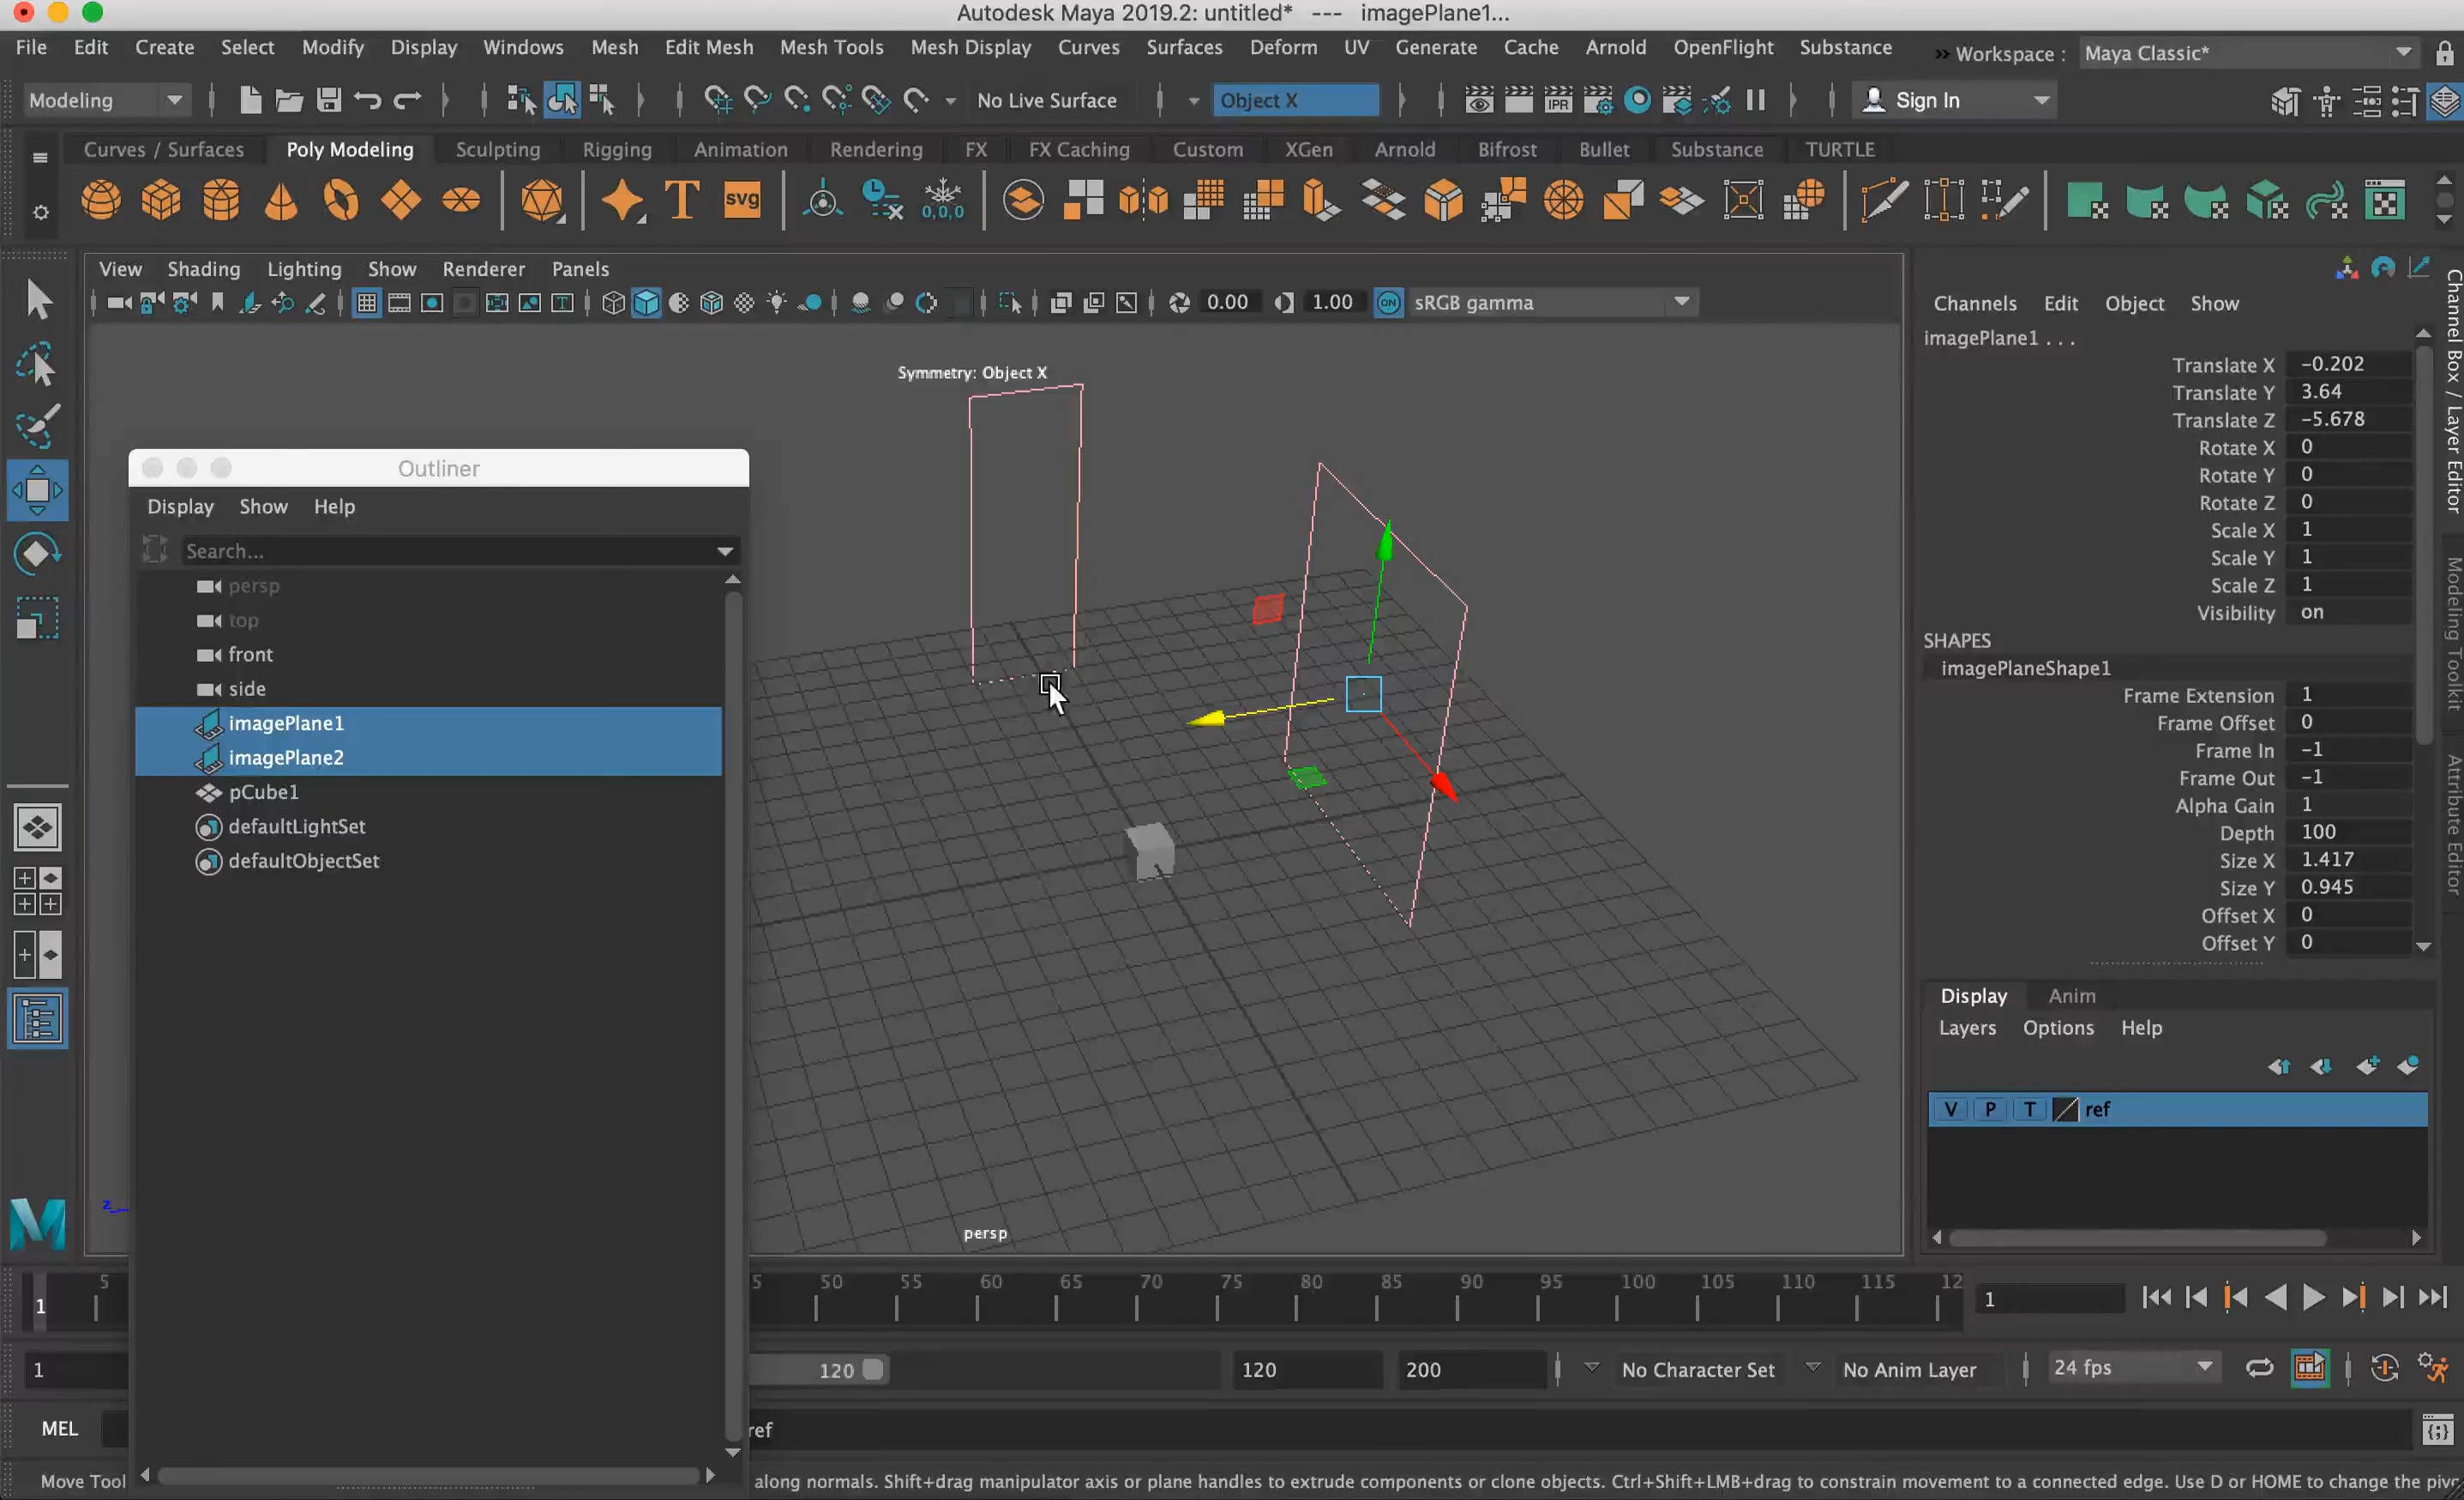 Autodesk Maya 2019.2: untitled* --- imagePlane1...
File Edit Create Select Modify Display Windows Mesh Edit Mesh Mesh Tools Mesh Display Curves Surfaces Deform UV Generate Cache Arnold OpenFlight Substance
Workspace : Maya Classic*
Modeling No Live Surface Object X IPR Sign In
Curves / Surfaces Poly Modeling Sculpting Rigging Animation Rendering FX FX Caching Custom XGen Arnold Bifrost Bullet Substance TURTLE
T SVG 0,0,0
View Shading Lighting Show Renderer Panels
0.00 1.00 ON sRGB gamma
Symmetry: Object X
Outliner
Display Show Help
Search...
persp
top
front
side
imagePlane1
imagePlane2
pCube1
defaultLightSet
defaultObjectSet
z
persp
Channels Edit Object Show
imagePlane1 . . .
Translate X -0.202
Translate Y 3.64
Translate Z -5.678
Rotate X 0
Rotate Y 0
Rotate Z 0
Scale X 1
Scale Y 1
Scale Z 1
Visibility on
SHAPES
imagePlaneShape1
Frame Extension 1
Frame Offset 0
Frame In -1
Frame Out -1
Alpha Gain 1
Depth 100
Size X 1.417
Size Y 0.945
Offset X 0
Offset Y 0
Channel Box / Layer Editor
Modeling Toolkit
Attribute Editor
Display Anim
Layers Options Help
V P T ref
5 5 50 55 60 65 70 75 80 85 90 95 100 105 110 115 12
1 1
1 120 120 200 No Character Set No Anim Layer 24 fps
MEL ref
Move Tool along normals. Shift+drag manipulator axis or plane handles to extrude components or clone objects. Ctrl+Shift+LMB+drag to constrain movement to a connected edge. Use D or HOME to change the pivo